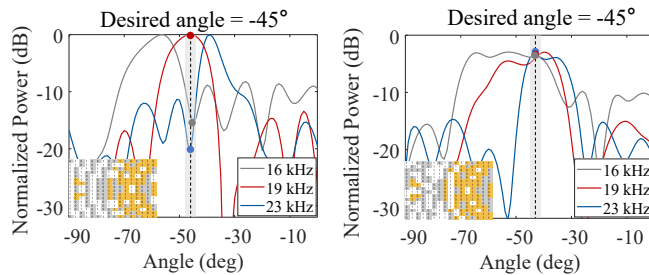 Desired angle = -45°
Normalized Power (dB)
0
-10
-20
-30
16 kHz
19 kHz
23 kHz
-90
-70
-50
-30
-10
Angle (deg)
Desired angle = -45°
Normalized Power (dB)
0
-10
-20
-30
16 kHz
19 kHz
23 kHz
-90
-70
-50
-30
-10
Angle (deg)